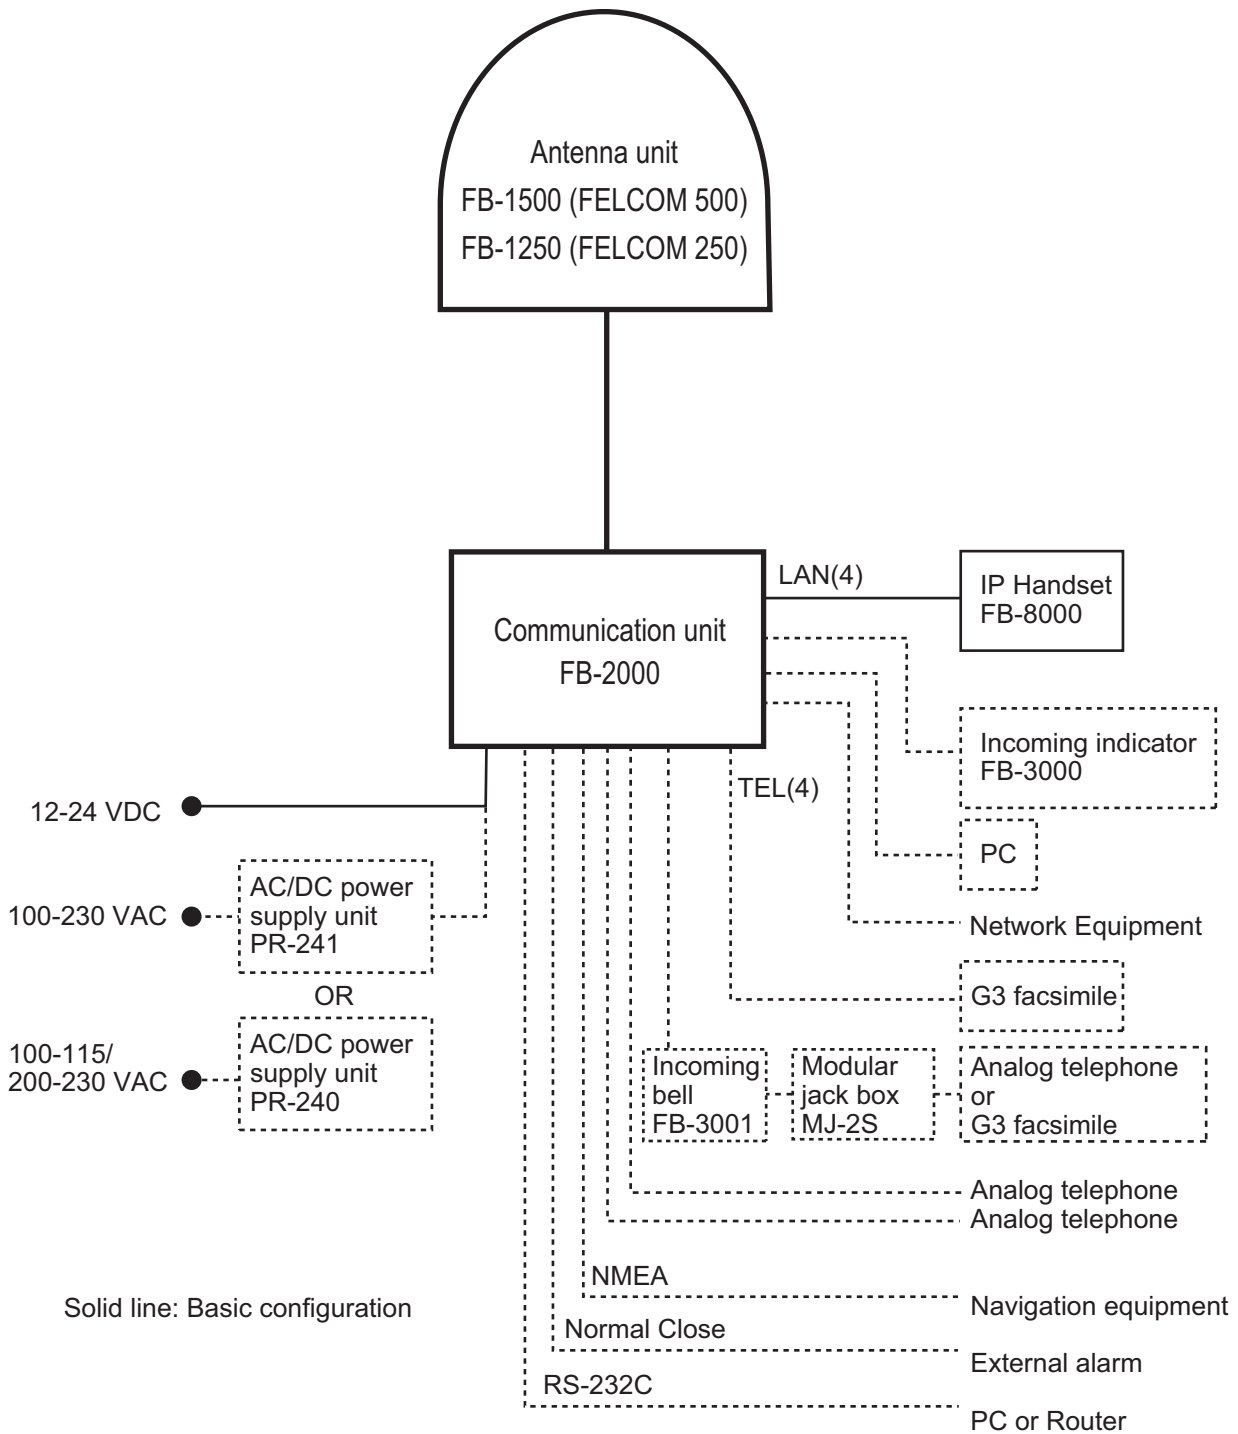 Antenna unit
FB-1500 (FELCOM 500)
FB-1250 (FELCOM 250)
LAN(4)
IP Handset
FB-8000
Communication unit
FB-2000
Incoming indicator
FB-3000
TEL(4)
12-24 VDC
PC
AC/DC power
supply unit
PR-241
100-230 VAC
Network Equipment
OR
G3 facsimile
100-115/
200-230 VAC
AC/DC power
supply unit
PR-240
Incoming
bell
FB-3001
Modular
jack box
MJ-2S
Analog telephone
or
G3 facsimile
Analog telephone
Analog telephone
NMEA
Navigation equipment
Solid line: Basic configuration
Normal Close
External alarm
RS-232C
PC or Router